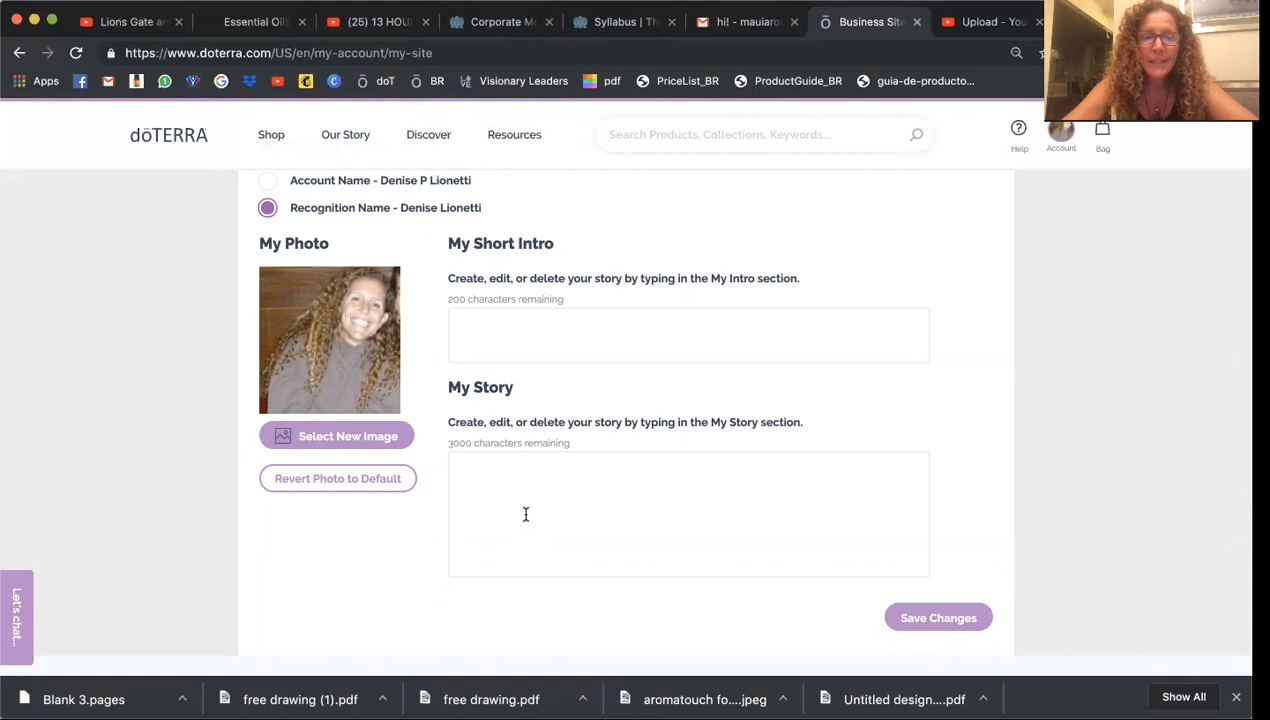 Lions Gate ar
Essential Oils
(25) 13 HOU
Corporate Me
Syllabus | Th
hi! - mauiaro
Business Site
Upload - You
https://www.doterra.com/US/en/my-account/my-site
Apps
doT
BR
Visionary Leaders
pdf
PriceList_BR
ProductGuide_BR
guia-de-producto...
dōTERRA
Shop
Our Story
Discover
Resources
Search Products, Collections, Keywords...
Help
Account
Bag
Account Name - Denise P Lionetti
Recognition Name - Denise Lionetti
My Photo
My Short Intro
Create, edit, or delete your story by typing in the My Intro section.
200 characters remaining
My Story
Create, edit, or delete your story by typing in the My Story section.
3000 characters remaining
Select New Image
Revert Photo to Default
Save Changes
Let's chat...
Blank 3.pages
free drawing (1).pdf
free drawing.pdf
aromatouch fo....jpeg
Untitled design....pdf
Show All